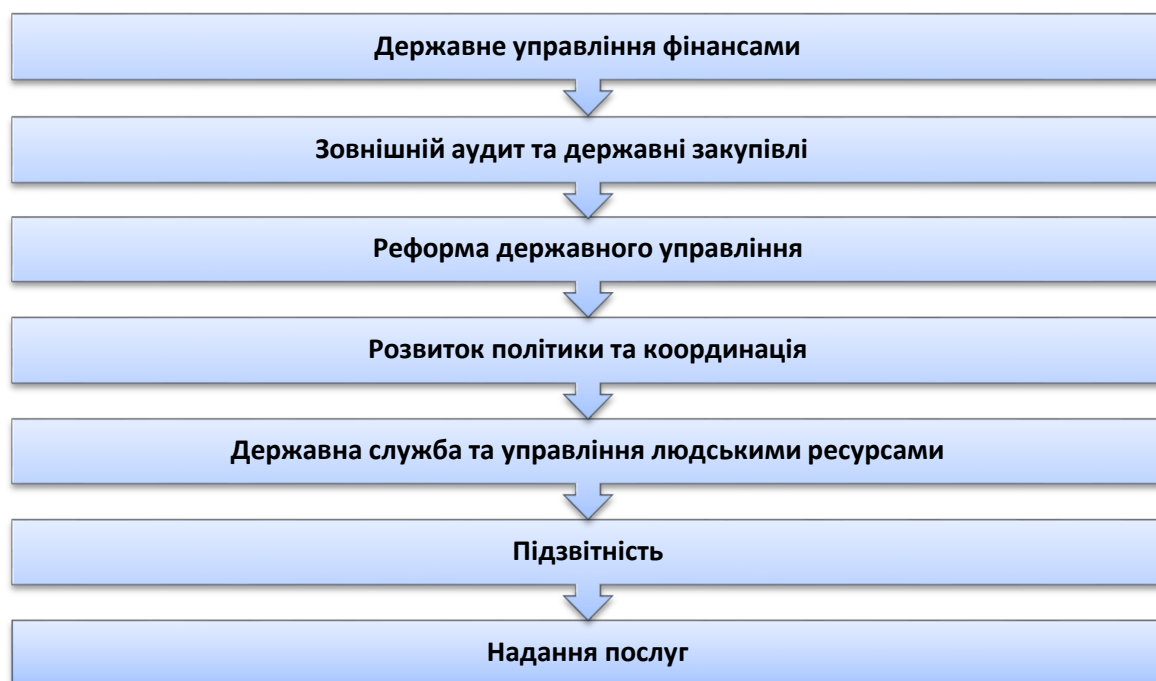 Державне управління фінансами
Зовнішній аудит та державні закупівлі
Реформа державного управління
Розвиток політики та координація
Державна служба та управління людськими ресурсами
Підзвітність
Надання послуг